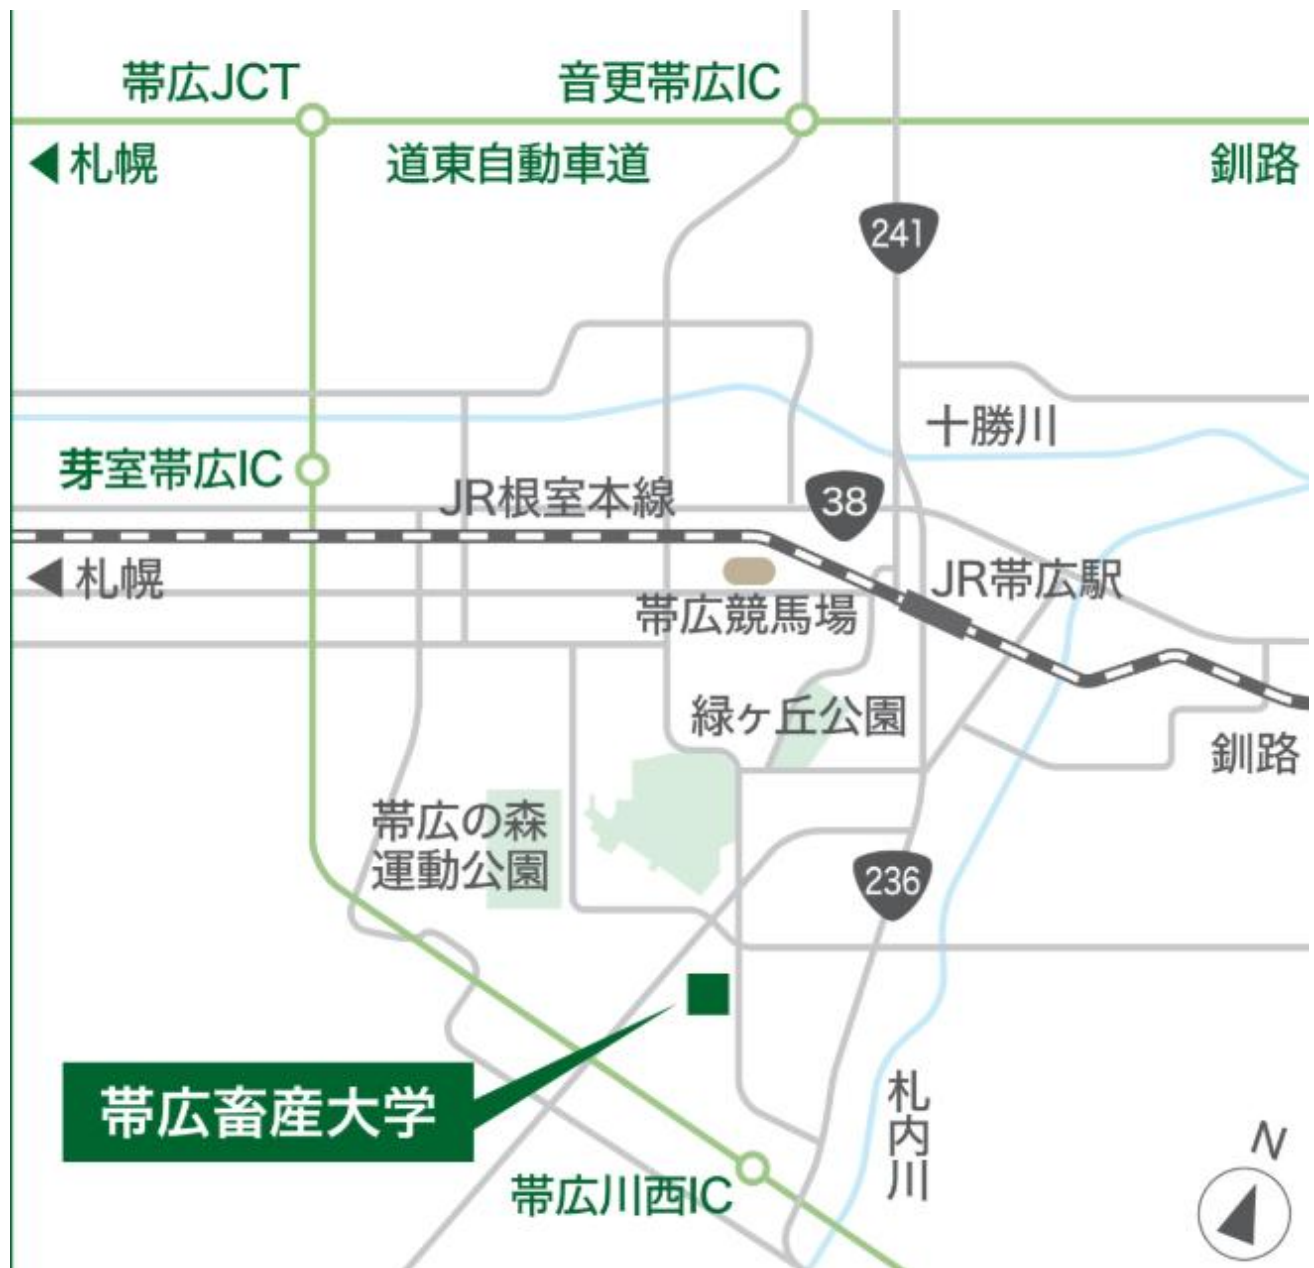 帯広JCT
音更帯広IC
札幌
道東自動車道
釧路
241
十勝川
芽室帯広IC
JR根室本線
38
札幌
JR帯広駅
帯広競馬場
緑ヶ丘公園
釧路
帯広の森
運動公園
236
帯広畜産大学
札内川
帯広川西IC
N